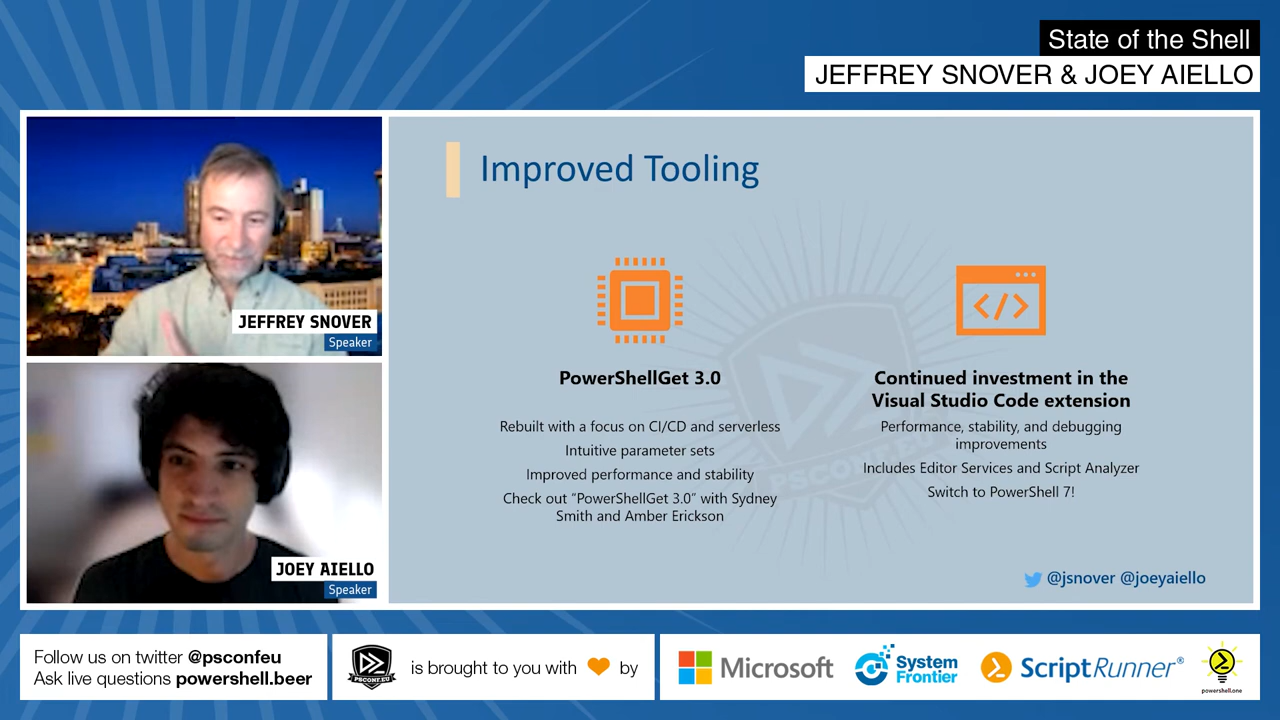 State of the Shell
JEFFREY SNOVER & JOEY AIELLO
JEFFREY SNOVER
Speaker
JOEY AIELLO
Speaker
Improved Tooling
PowerShellGet 3.0
Rebuilt with a focus on CI/CD and serverless
Intuitive parameter sets
Improved performance and stability
Check out “PowerShellGet 3.0” with Sydney
Smith and Amber Erickson
Continued investment in the
Visual Studio Code extension
Performance, stability, and debugging
improvements
Includes Editor Services and Script Analyzer
Switch to PowerShell 7!
PSCONF.EU
@jsnover @joeyaiello
Follow us on twitter @psconfeu
Ask live questions powershell.beer
PSCONF.EU
is brought to you with by
Microsoft
System
Frontier
ScriptRunner®
powershell.one